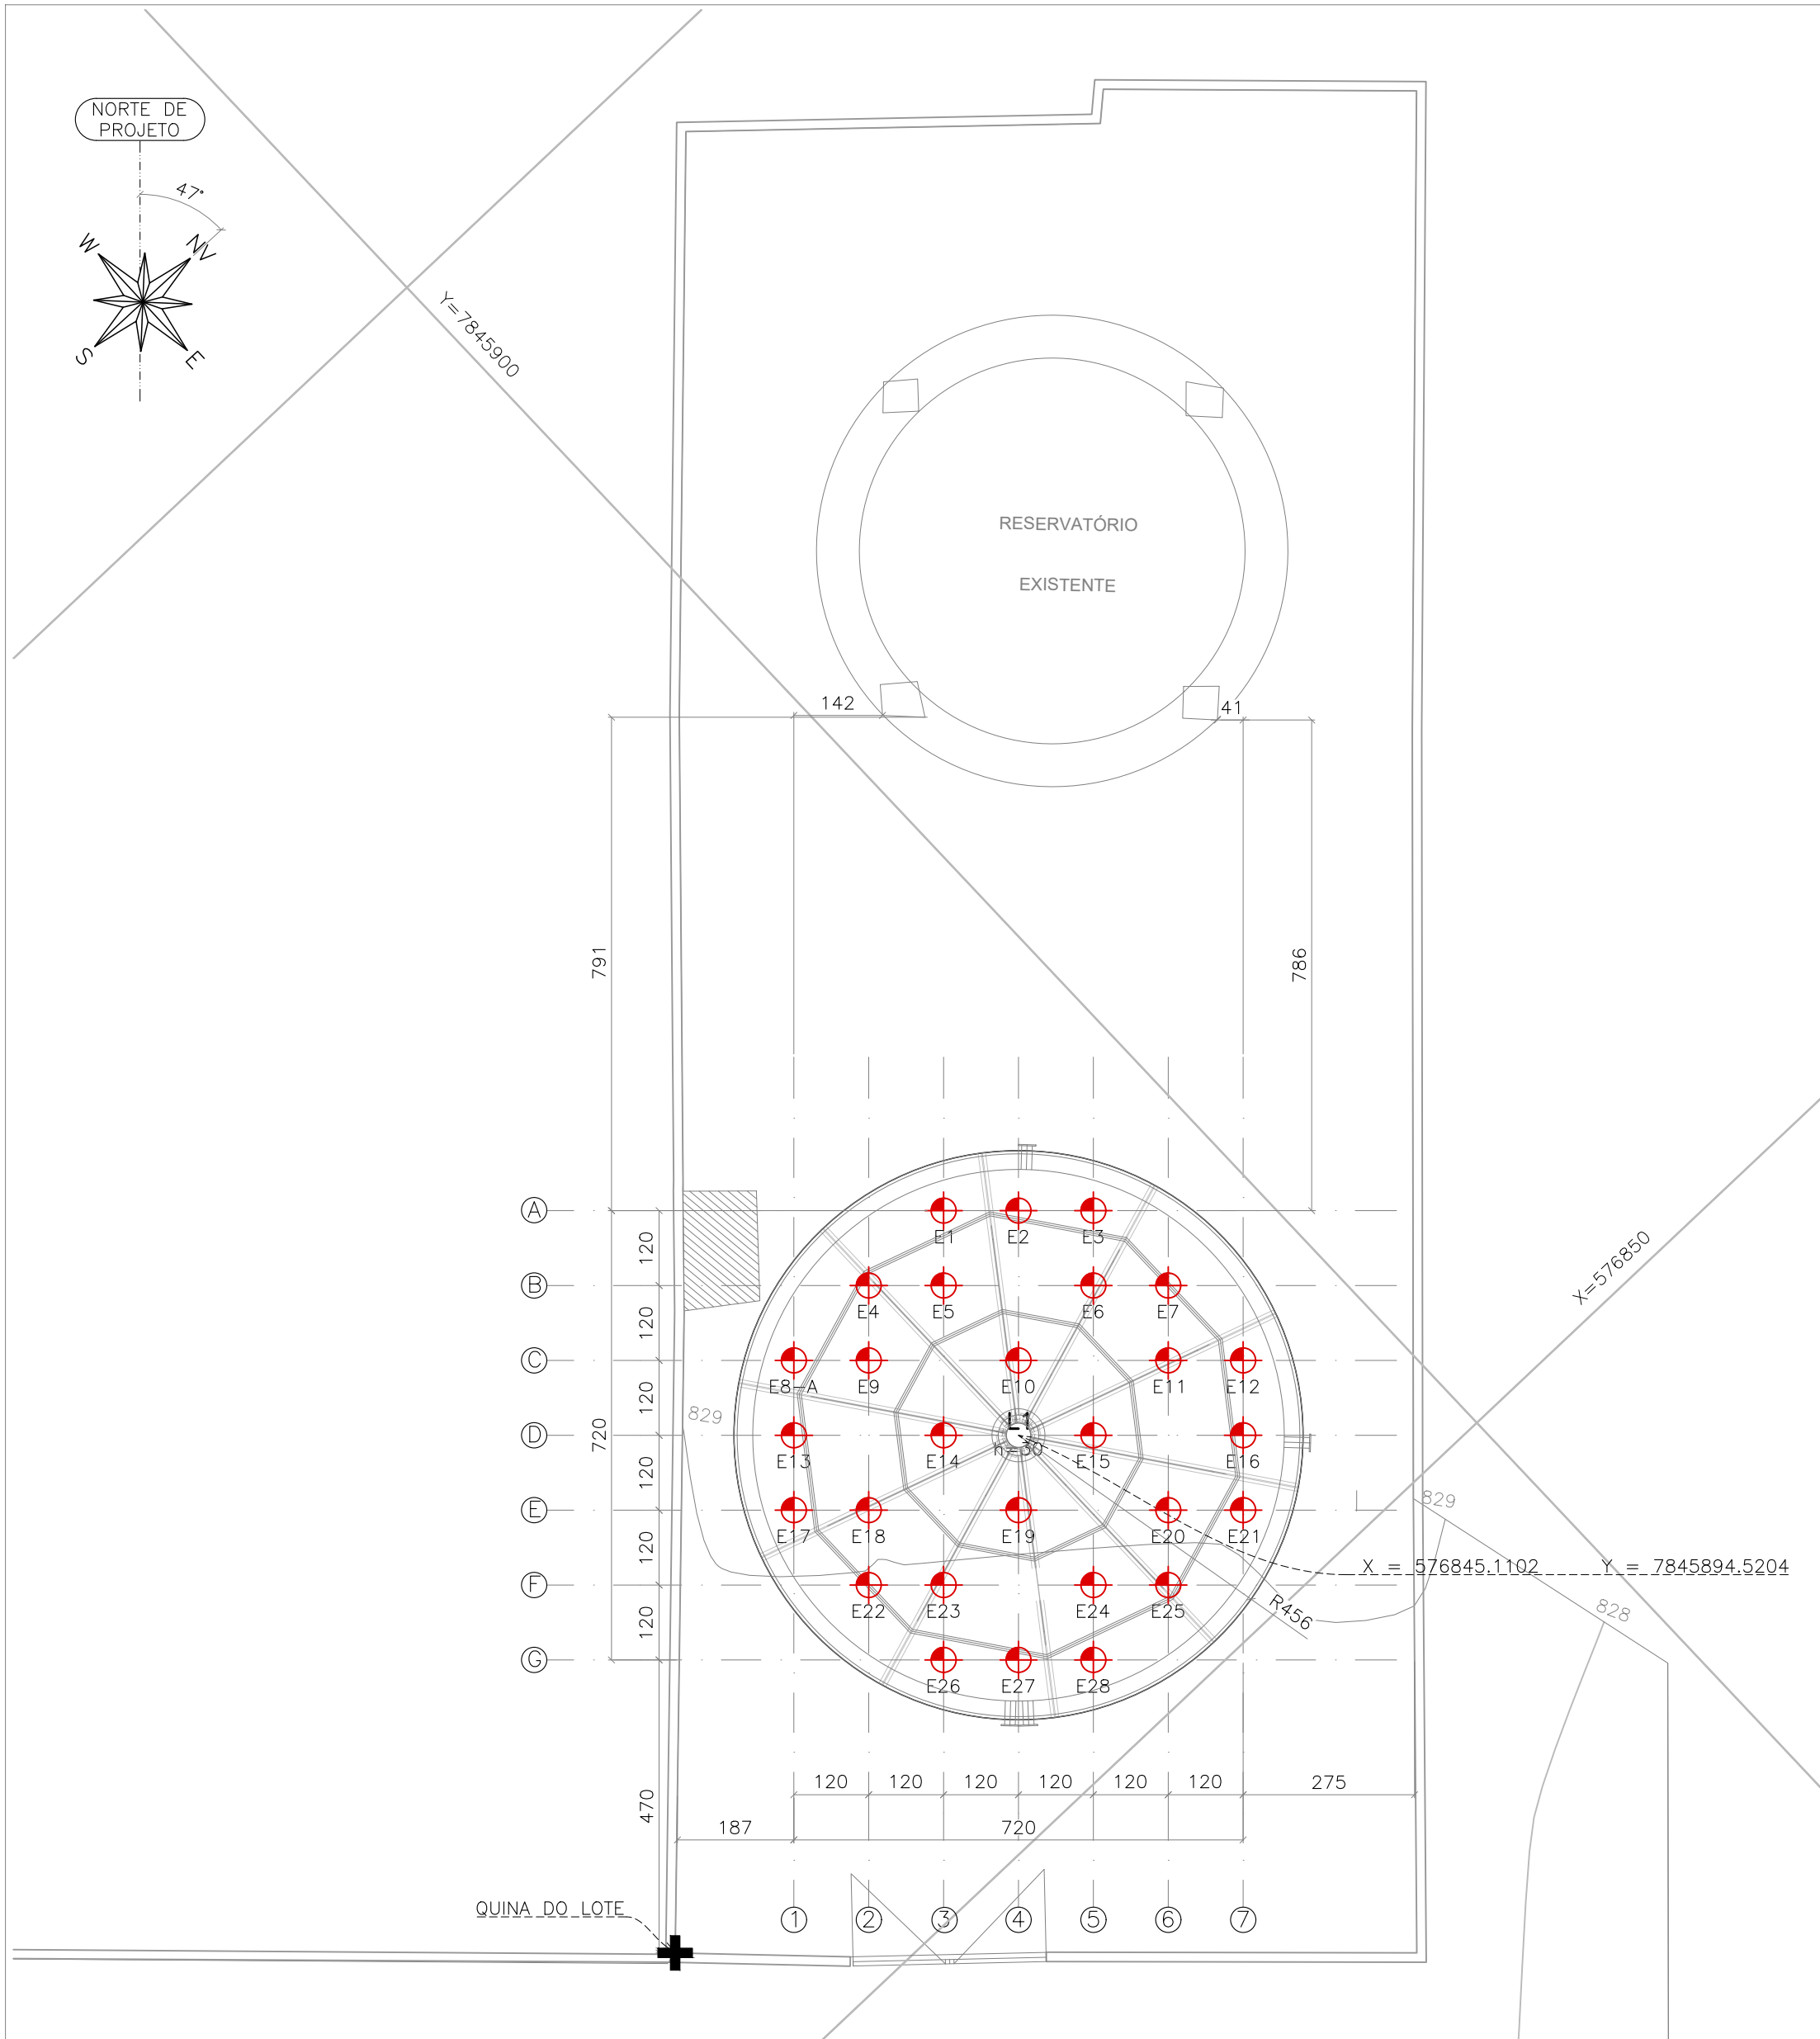 NORTE DE
PROJETO
47°
W
NV
S
E
Y=7845900
RESERVATÓRIO
EXISTENTE
142
41
791
786
X=576850
A
B
C
D
E
F
G
120
120
120
120
120
120
720
470
E1
E2
E3
E4
E5
E6
E7
E8-A
E9
E10
E11
E12
829
L1
h=30
E13
E14
E15
E16
E17
E18
E19
E20
E21
829
X = 576845.1102
Y = 7845894.5204
828
R456
E22
E23
E24
E25
E26
E27
E28
120
120
120
120
120
120
275
187
720
QUINA DO LOTE
1
2
3
4
5
6
7